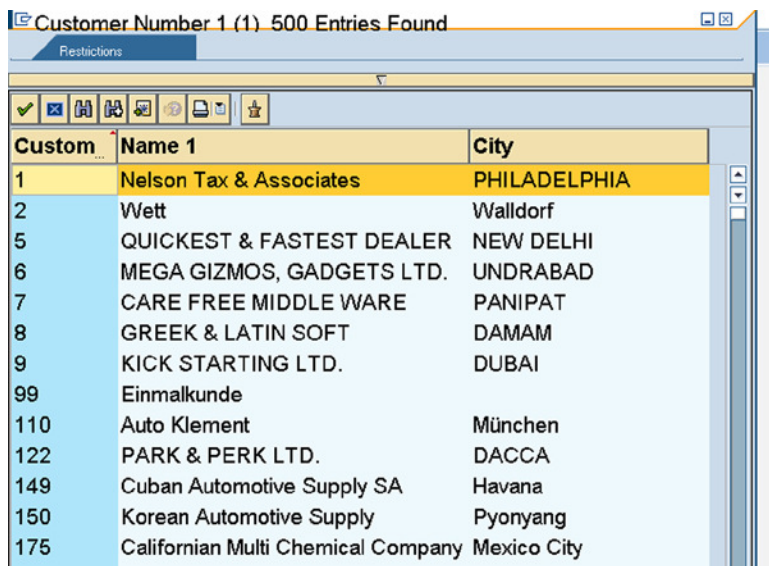 Customer Number 1 (1) 500 Entries Found
Restrictions
Custom... Name 1 City
1 Nelson Tax & Associates PHILADELPHIA
2 Wett Walldorf
5 QUICKEST & FASTEST DEALER NEW DELHI
6 MEGA GIZMOS, GADGETS LTD. UNDRABAD
7 CARE FREE MIDDLE WARE PANIPAT
8 GREEK & LATIN SOFT DAMAM
9 KICK STARTING LTD. DUBAI
99 Einmalkunde
110 Auto Klement München
122 PARK & PERK LTD. DACCA
149 Cuban Automotive Supply SA Havana
150 Korean Automotive Supply Pyonyang
175 Californian Multi Chemical Company Mexico City